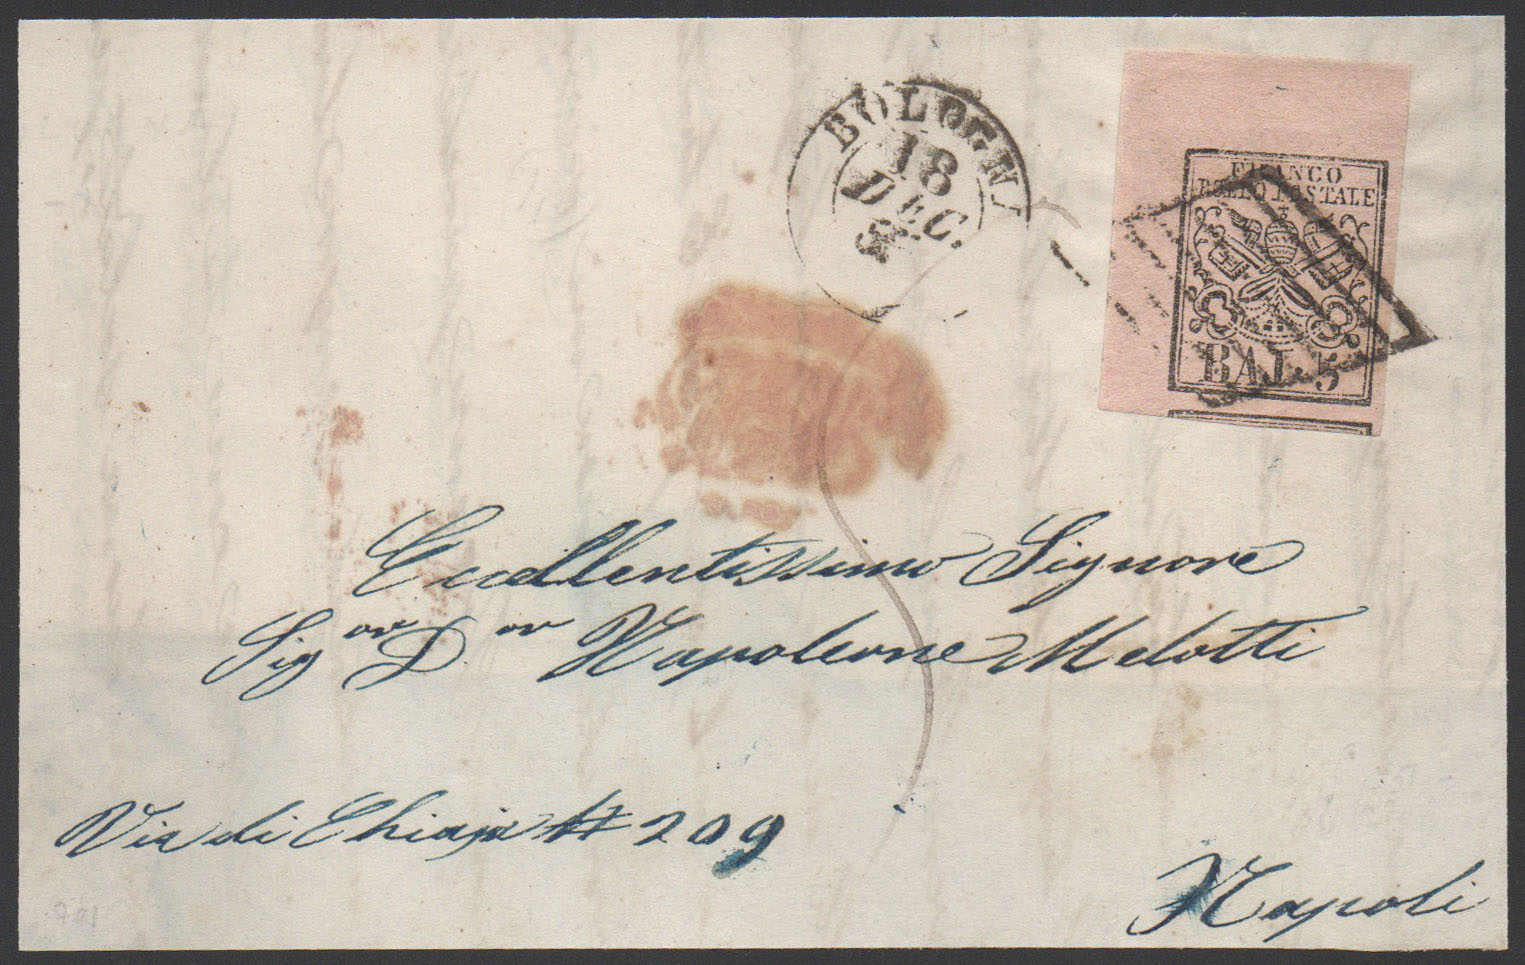 BOLOGNA
18
DEC.
FRANCO
BOLLO POSTALE
BAJ. 5
Eccellentissimo Signore
Sig.or D.or Napoleone Melotti
Via di Chiaja # 209
Napoli